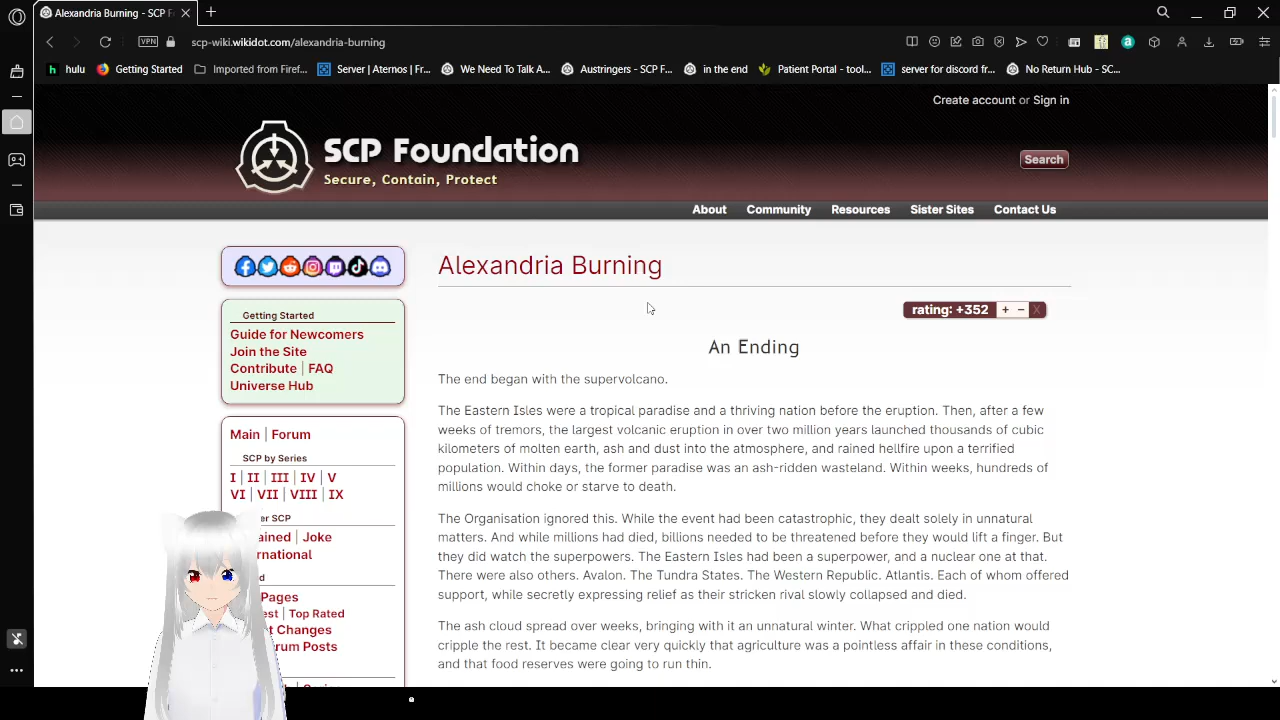 Alexandria Burning - SCP F
VPN
scp-wiki.wikidot.com/alexandria-burning
hulu
Getting Started
Imported from Firef...
Server | Aternos | Fr...
We Need To Talk A...
Austringers - SCP F...
in the end
Patient Portal - tool...
server for discord fr...
No Return Hub - SC...
Create account or Sign in
SCP Foundation
Secure, Contain, Protect
Search
About
Community
Resources
Sister Sites
Contact Us
Alexandria Burning
rating: +352 + – X
Getting Started
Guide for Newcomers
Join the Site
Contribute | FAQ
Universe Hub
Main | Forum
SCP by Series
I | II | III | IV | V
VI | VII | VIII | IX
er SCP
ained | Joke
rnational
d
Pages
est | Top Rated
t Changes
rum Posts
An Ending
The end began with the supervolcano.
The Eastern Isles were a tropical paradise and a thriving nation before the eruption. Then, after a few
weeks of tremors, the largest volcanic eruption in over two million years launched thousands of cubic
kilometers of molten earth, ash and dust into the atmosphere, and rained hellfire upon a terrified
population. Within days, the former paradise was an ash-ridden wasteland. Within weeks, hundreds of
millions would choke or starve to death.
The Organisation ignored this. While the event had been catastrophic, they dealt solely in unnatural
matters. And while millions had died, billions needed to be threatened before they would lift a finger. But
they did watch the superpowers. The Eastern Isles had been a superpower, and a nuclear one at that.
There were also others. Avalon. The Tundra States. The Western Republic. Atlantis. Each of whom offered
support, while secretly expressing relief as their stricken rival slowly collapsed and died.
The ash cloud spread over weeks, bringing with it an unnatural winter. What crippled one nation would
cripple the rest. It became clear very quickly that agriculture was a pointless affair in these conditions,
and that food reserves were going to run thin.